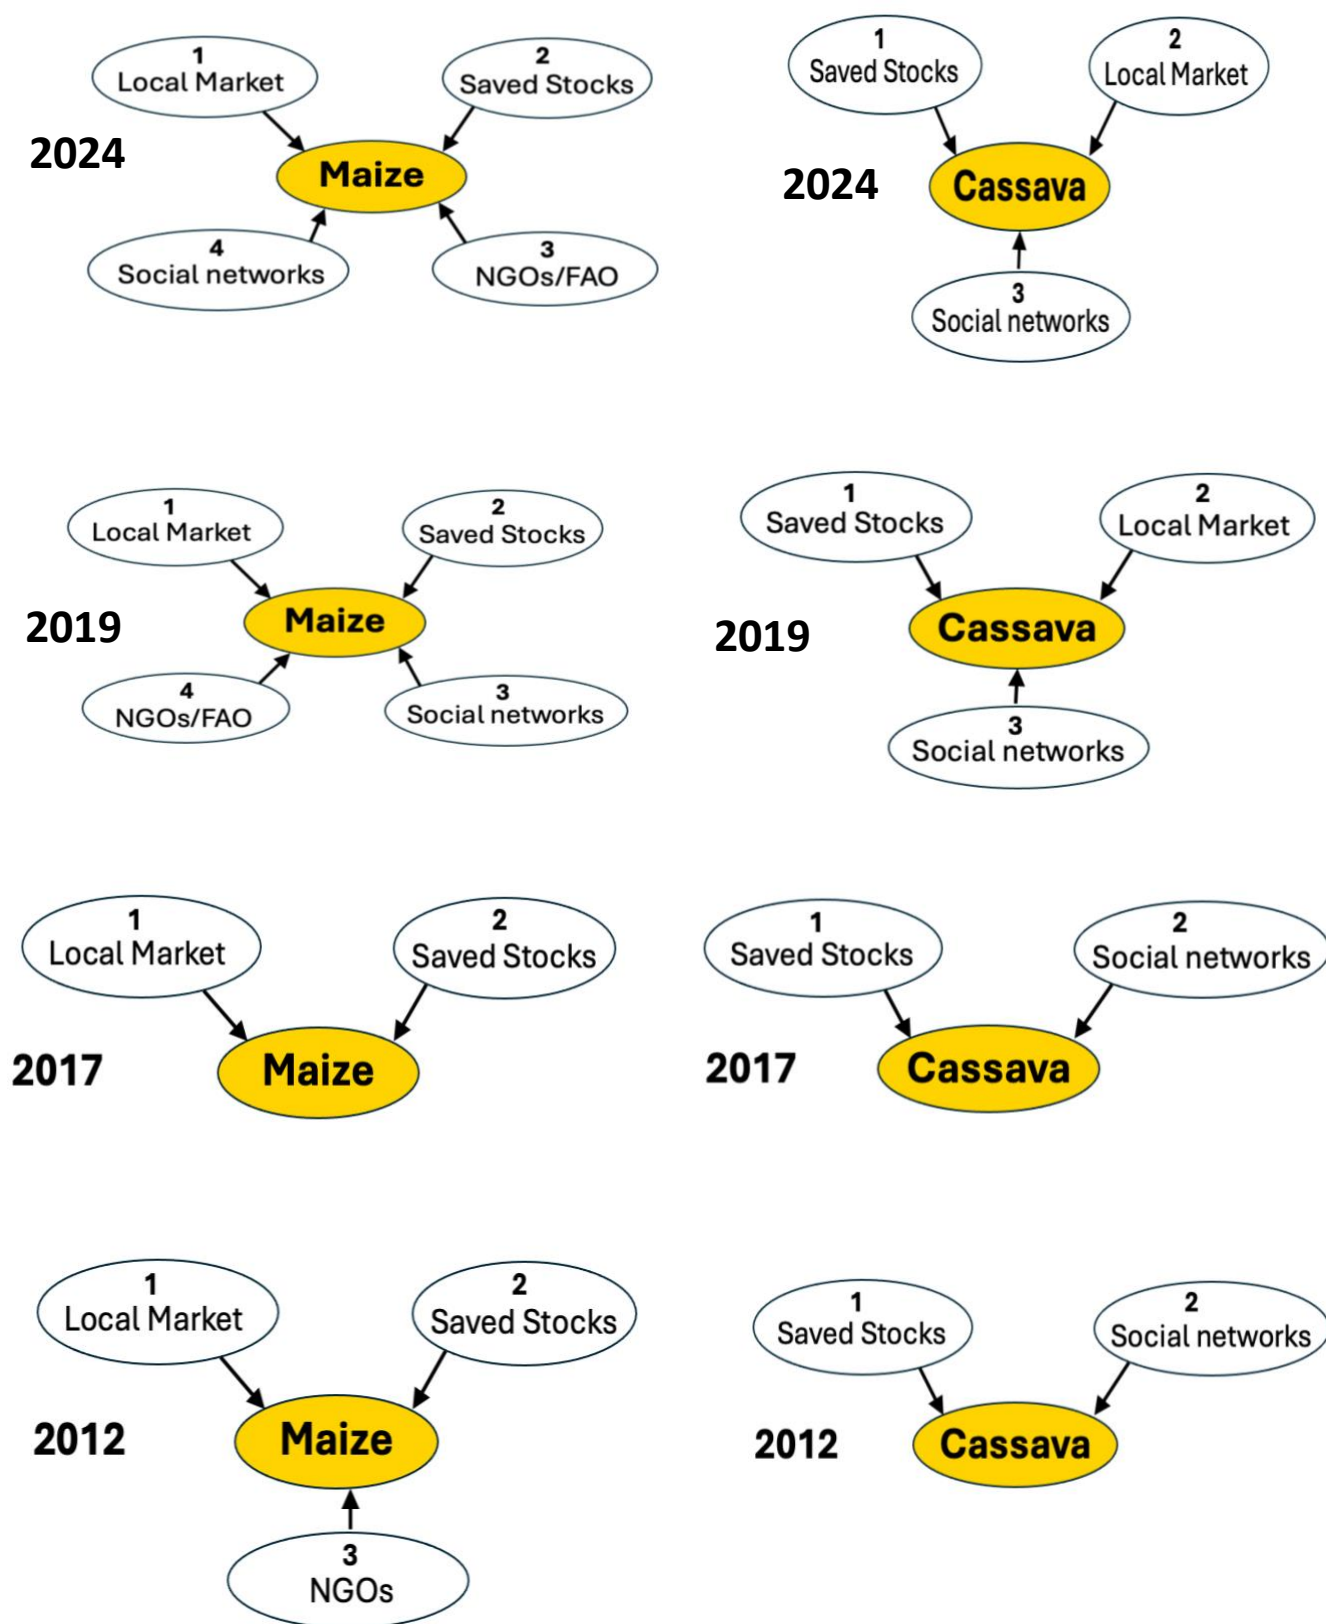 1
Local Market
2
Saved Stocks
2024
Maize
4
Social networks
3
NGOs/FAO
1
Saved Stocks
2
Local Market
2024
Cassava
3
Social networks
1
Local Market
2
Saved Stocks
2019
Maize
4
NGOs/FAO
3
Social networks
1
Saved Stocks
2
Local Market
2019
Cassava
3
Social networks
1
Local Market
2
Saved Stocks
2017
Maize
1
Saved Stocks
2
Social networks
2017
Cassava
1
Local Market
2
Saved Stocks
2012
Maize
3
NGOs
1
Saved Stocks
2
Social networks
2012
Cassava